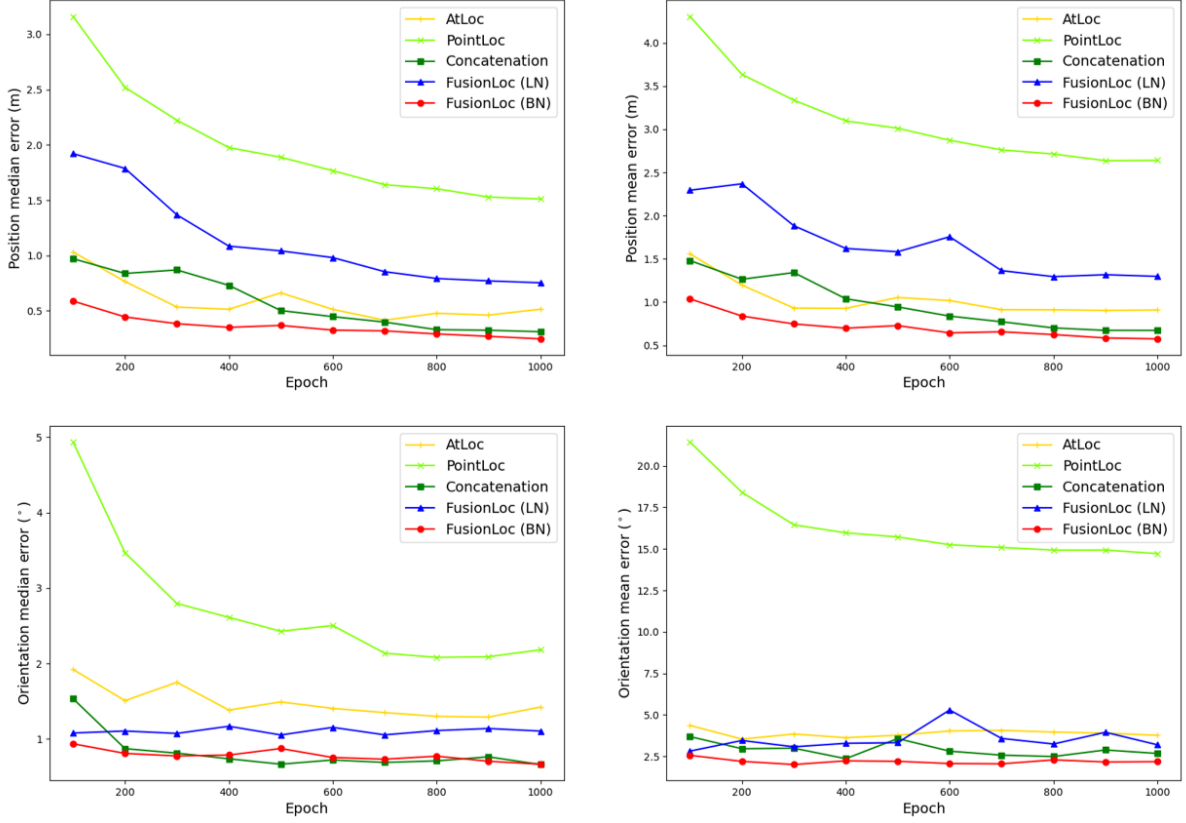 Position median error (m)
3.0
2.5
2.0
1.5
1.0
0.5
200 400 600 800 1000
Epoch
AtLoc
PointLoc
Concatenation
FusionLoc (LN)
FusionLoc (BN)
Position mean error (m)
4.0
3.5
3.0
2.5
2.0
1.5
1.0
0.5
200 400 600 800 1000
Epoch
AtLoc
PointLoc
Concatenation
FusionLoc (LN)
FusionLoc (BN)
Orientation median error (°)
5
4
3
2
1
200 400 600 800 1000
Epoch
AtLoc
PointLoc
Concatenation
FusionLoc (LN)
FusionLoc (BN)
Orientation mean error (°)
20.0
17.5
15.0
12.5
10.0
7.5
5.0
2.5
200 400 600 800 1000
Epoch
AtLoc
PointLoc
Concatenation
FusionLoc (LN)
FusionLoc (BN)